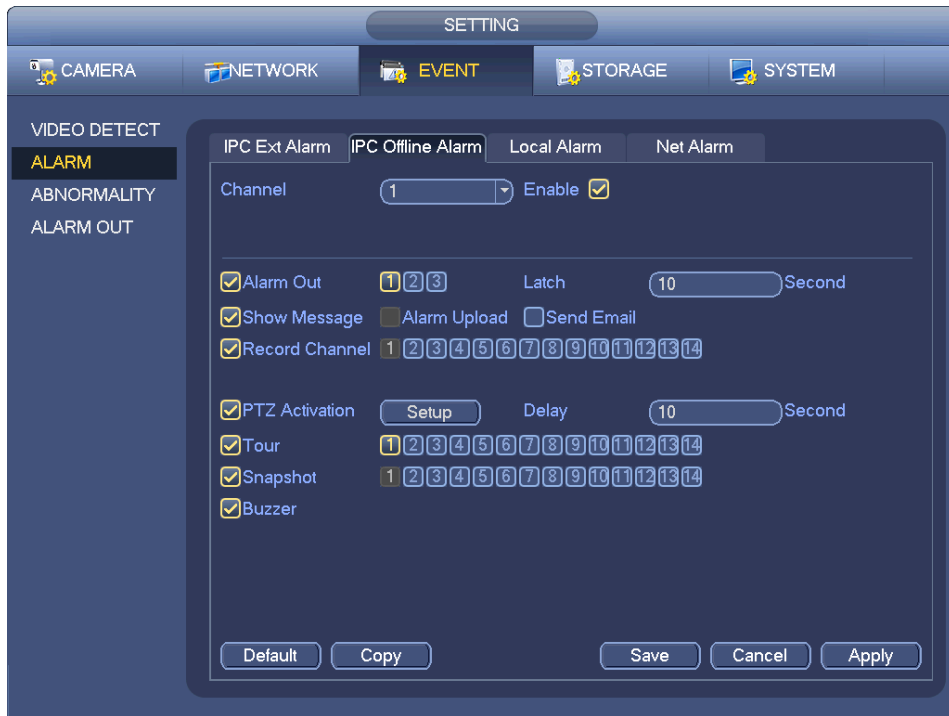 SETTING
CAMERA NETWORK EVENT STORAGE SYSTEM
VIDEO DETECT
ALARM
ABNORMALITY
ALARM OUT
IPC Ext Alarm IPC Offline Alarm Local Alarm Net Alarm
Channel 1 Enable
Alarm Out 1 2 3 Latch 10 Second
Show Message Alarm Upload Send Email
Record Channel 1 2 3 4 5 6 7 8 9 10 11 12 13 14
PTZ Activation Setup Delay 10 Second
Tour 1 2 3 4 5 6 7 8 9 10 11 12 13 14
Snapshot 1 2 3 4 5 6 7 8 9 10 11 12 13 14
Buzzer
Default Copy Save Cancel Apply